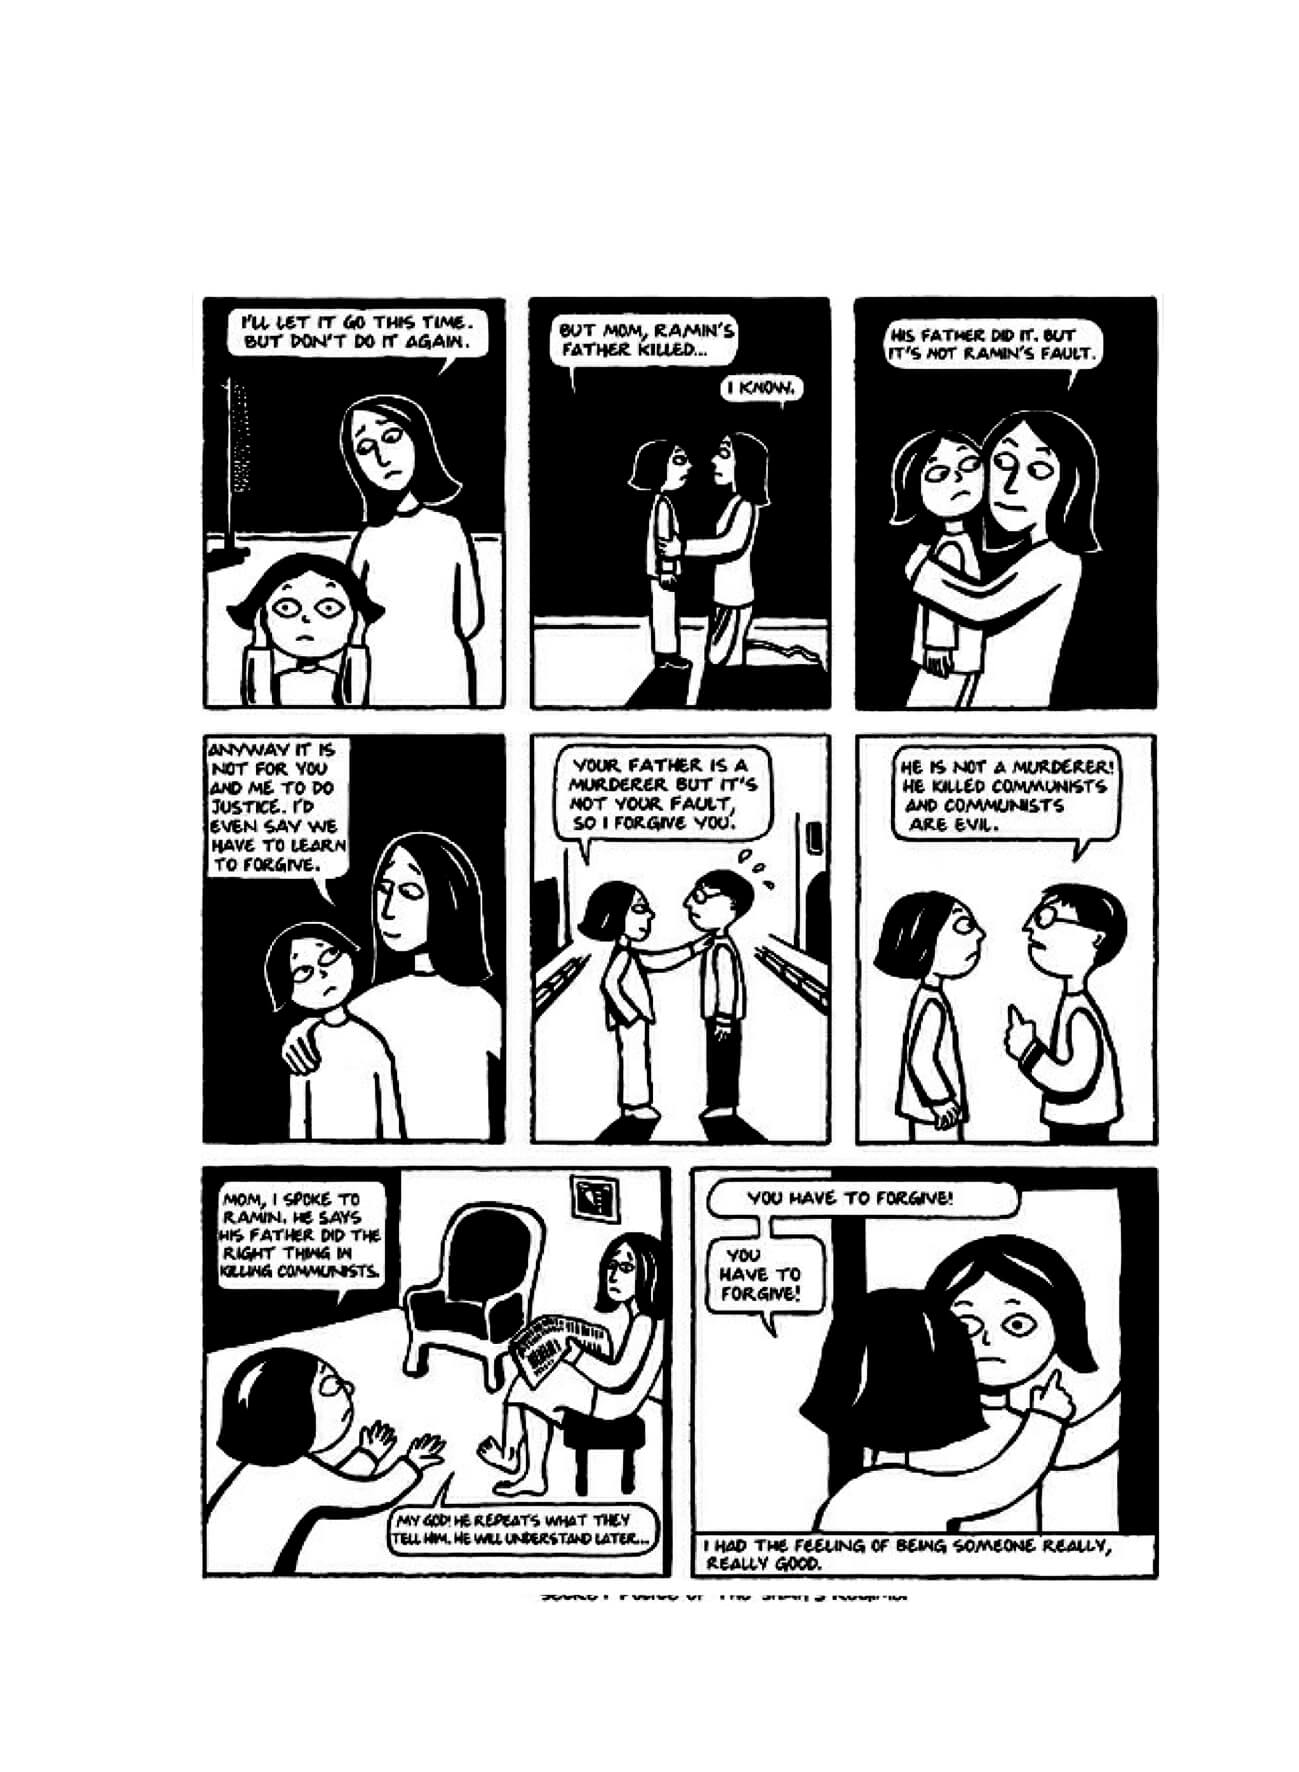 I'LL LET IT GO THIS TIME.
BUT DON'T DO IT AGAIN.
BUT MOM, RAMIN'S
FATHER KILLED...
I KNOW.
HIS FATHER DID IT. BUT
IT'S NOT RAMIN'S FAULT.
ANYWAY IT IS
NOT FOR YOU
AND ME TO DO
JUSTICE. I'D
EVEN SAY WE
HAVE TO LEARN
TO FORGIVE.
YOUR FATHER IS A
MURDERER BUT IT'S
NOT YOUR FAULT,
SO I FORGIVE YOU.
HE IS NOT A MURDERER!
HE KILLED COMMUNISTS
AND COMMUNISTS
ARE EVIL.
MOM, I SPOKE TO
RAMIN. HE SAYS
HIS FATHER DID THE
RIGHT THING IN
KILLING COMMUNISTS.
MY GOD! HE REPEATS WHAT THEY
TELL HIM. HE WILL UNDERSTAND LATER...
YOU HAVE TO FORGIVE!
YOU
HAVE TO
FORGIVE!
I HAD THE FEELING OF BEING SOMEONE REALLY,
REALLY GOOD.